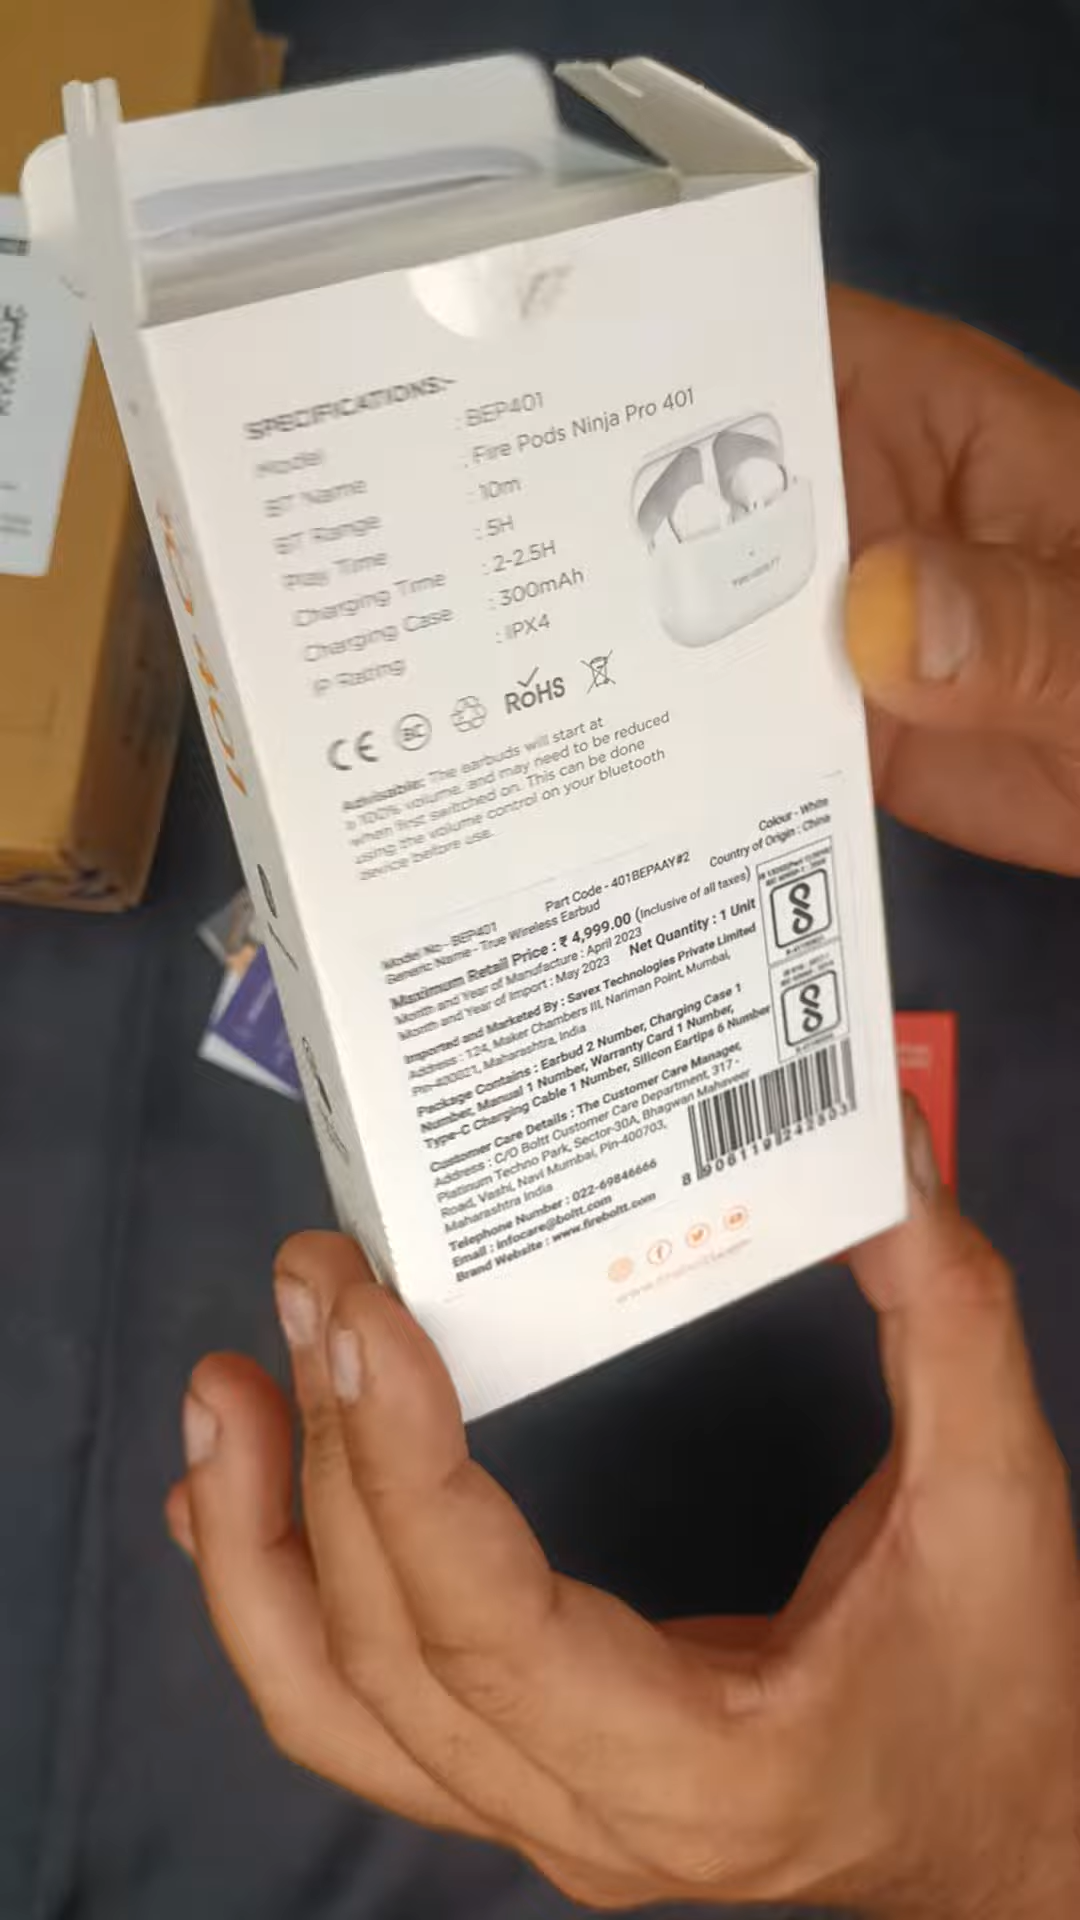 SPECIFICATIONS:-
Model : BEP401
BT Name : Fire Pods Ninja Pro 401
BT Range : 10m
Play Time : 5H
Charging Time : 2-2.5H
Charging Case : 300mAh
IP Rating : IPX4
CE BC RoHS
Advisable: The earbuds will start at
a 100% volume, and may need to be reduced
when first switched on. This can be done
using the volume control on your bluetooth
device before use.
Colour - White
Model No - BEP401 Part Code - 401BEPAAY#2 Country of Origin : China
Generic Name - True Wireless Earbud
Maximum Retail Price : ₹ 4,999.00 (Inclusive of all taxes)
Month and Year of Manufacture : April 2023
Month and Year of Import : May 2023 Net Quantity : 1 Unit
Imported and Marketed By : Savex Technologies Private Limited
Address : 124, Maker Chambers III, Nariman Point, Mumbai,
Pin-400021, Maharashtra, India
Package Contains : Earbud 2 Number, Charging Case 1
Number, Manual 1 Number, Warranty Card 1 Number,
Type-C Charging Cable 1 Number, Silicon Eartips 6 Number
Customer Care Details : The Customer Care Manager,
Address : C/O Boltt Customer Care Department, 317 -
Platinum Techno Park, Sector-30A, Bhagwan Mahaveer
Road, Vashi, Navi Mumbai, Pin-400703,
Maharashtra India
Telephone Number : 022-69846666
Email : infocare@boltt.com
Brand Website : www.fireboltt.com